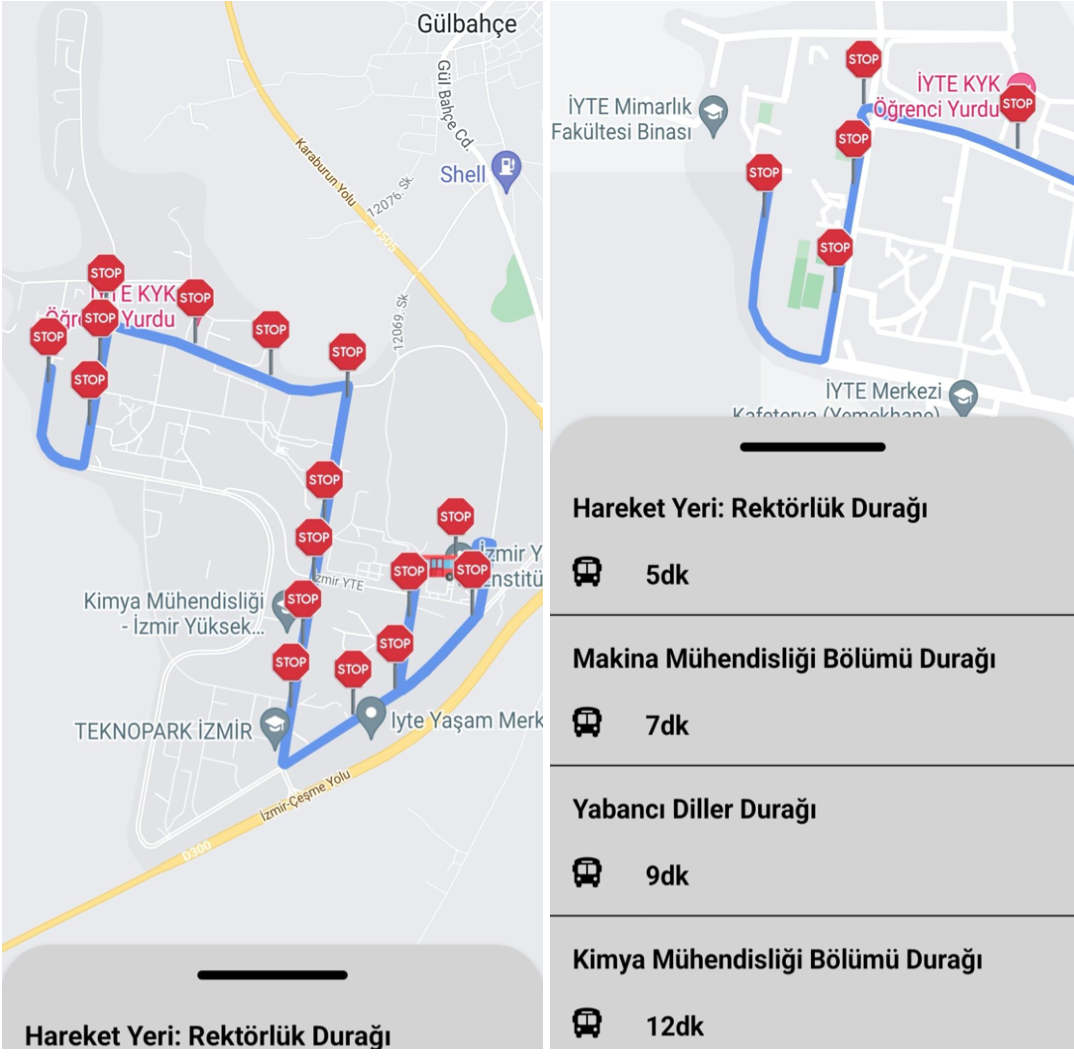 Gülbahçe
Gül Bahçe Cd.
Shell
Karaburun Yolu
12076. Sk
D505
STOP
İYTE KYK
STOP
Yurdu
STOP
STOP
STOP
STOP
STOP
12069. Sk
STOP
STOP
STOP
STOP
İzmir Y
STOP
STOP
İzmir YTE
Kimya Mühendisliği
- İzmir Yüksek...
STOP
STOP
STOP
STOP
TEKNOPARK İZMİR
Iyte Yaşam Merk
İzmir-Çeşme Yolu
D300
Hareket Yeri: Rektörlük Durağı
STOP
İYTE KYK
Öğrenci Yurdu
STOP
İYTE Mimarlık
Fakültesi Binası
STOP
STOP
STOP
İYTE Merkezi
Kafeterya (Yemekhane)
Hareket Yeri: Rektörlük Durağı
5dk
Makina Mühendisliği Bölümü Durağı
7dk
Yabancı Diller Durağı
9dk
Kimya Mühendisliği Bölümü Durağı
12dk